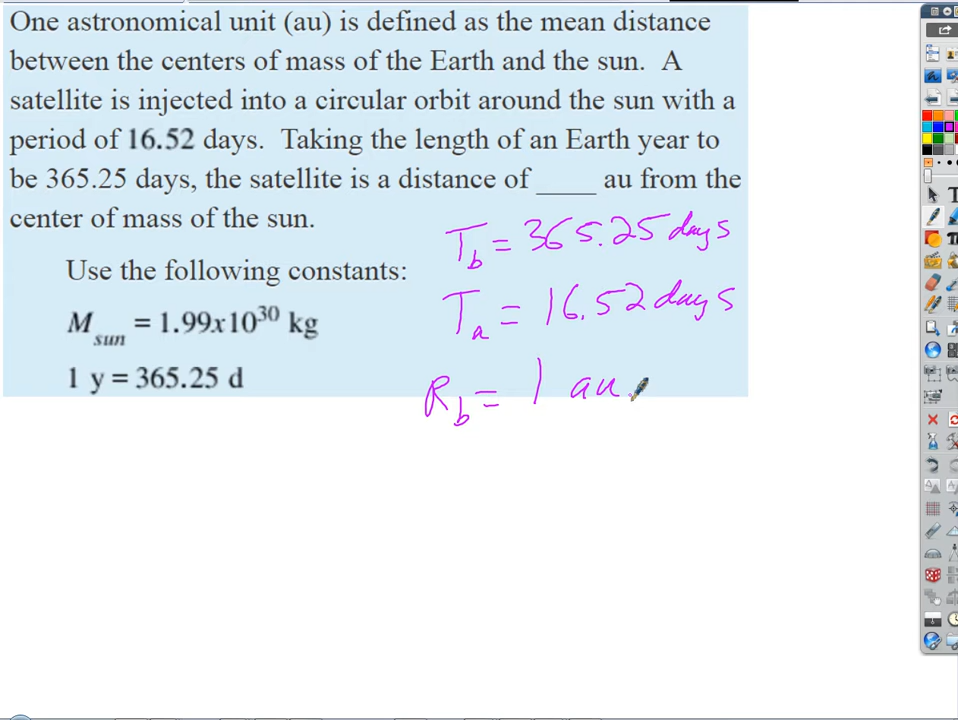 One astronomical unit (au) is defined as the mean distance
between the centers of mass of the Earth and the sun. A
satellite is injected into a circular orbit around the sun with a
period of 16.52 days. Taking the length of an Earth year to
be 365.25 days, the satellite is a distance of ____ au from the
center of mass of the sun.
T_b = 365.25 days
Use the following constants:
T_a = 16.52 days
M_sun = 1.99x10^30 kg
1 y = 365.25 d
R_b = 1 au